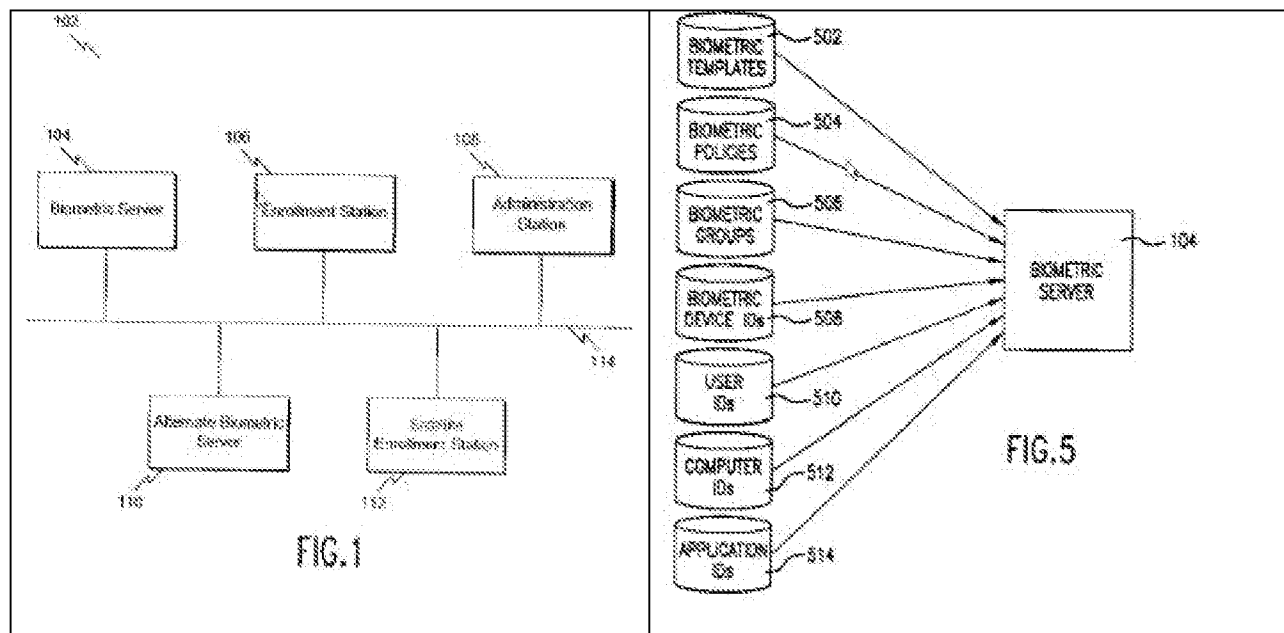 102
104
106
108
Biometric Server
Enrollment Station
Administration
Station
114
Alternate Biometric
Server
Enrollment Station
110
112
FIG.1
BIOMETRIC
TEMPLATES
502
BIOMETRIC
POLICIES
504
BIOMETRIC
GROUPS
506
BIOMETRIC
DEVICE IDs
508
USER
IDs
510
COMPUTER
IDs
512
APPLICATION
IDs
514
BIOMETRIC
SERVER
104
FIG.5